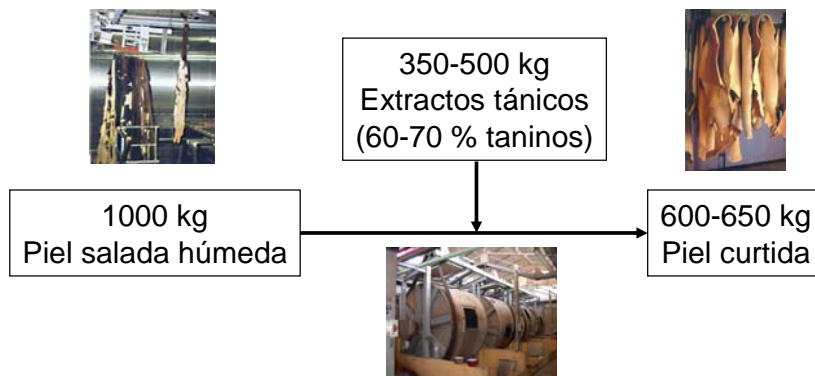 350-500 kg
Extractos tánicos
(60-70 % taninos)
1000 kg
Piel salada húmeda
600-650 kg
Piel curtida